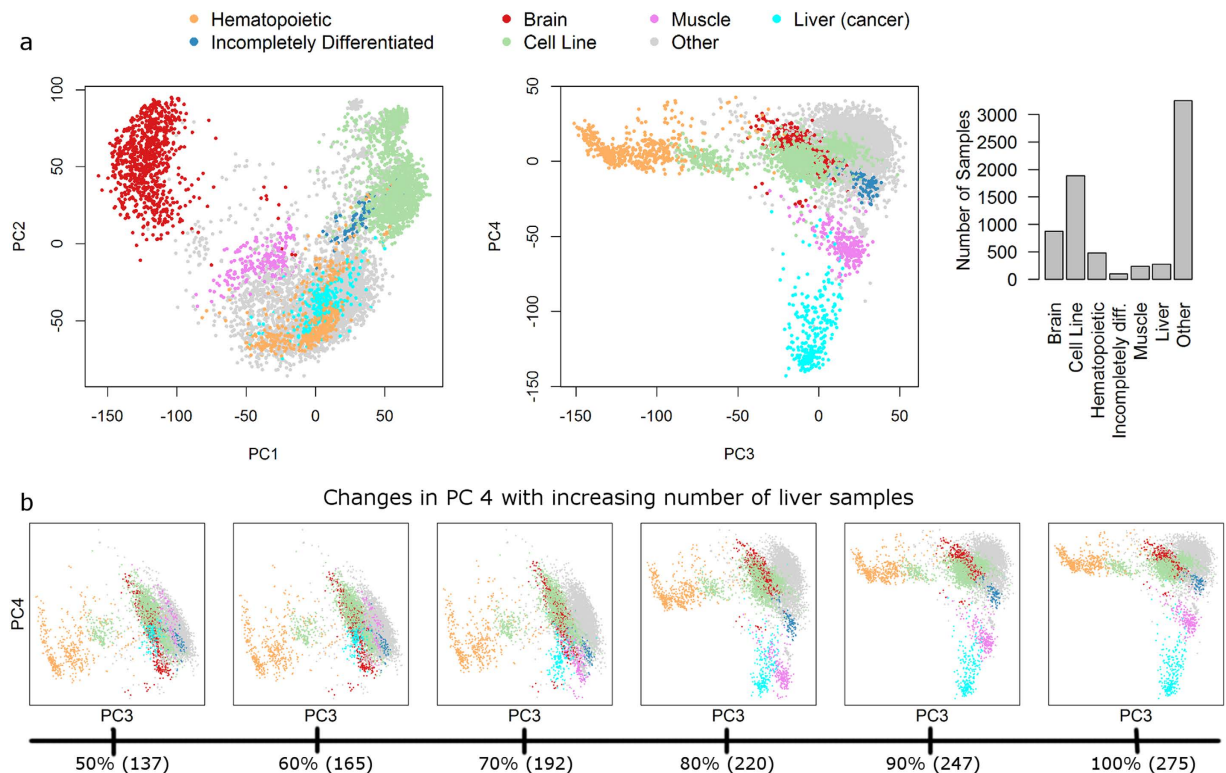 Hematopoietic Brain Muscle Liver (cancer)
a Incompletely Differentiated Cell Line Other
100
50
0
-50
PC2
-150 -100 -50 0 50
PC1
50
0
-50
-100
-150
PC4
-150 -100 -50 0 50
PC3
3000
2500
2000
1500
1000
500
0
Number of Samples
Brain
Cell Line
Hematopoietic
Incompletely diff.
Muscle
Liver
Other
b Changes in PC 4 with increasing number of liver samples
PC4
PC3 PC3 PC3 PC3 PC3 PC3
50% (137) 60% (165) 70% (192) 80% (220) 90% (247) 100% (275)